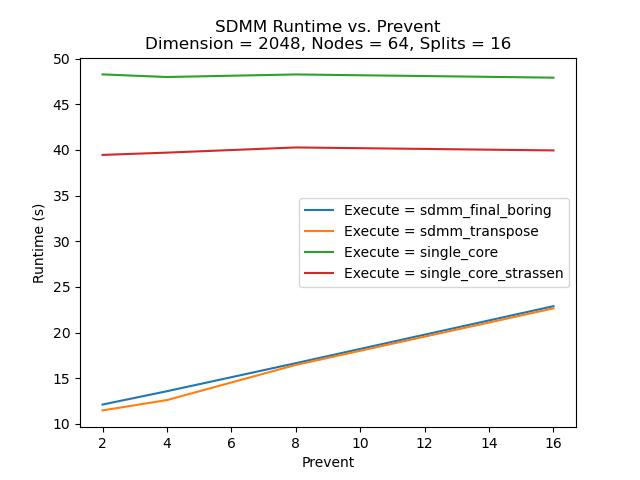 SDMM Runtime vs. Prevent
Dimension = 2048, Nodes = 64, Splits = 16
50
45
40
35
30
25
20
15
10
Runtime (s)
Execute = sdmm_final_boring
Execute = sdmm_transpose
Execute = single_core
Execute = single_core_strassen
2 4 6 8 10 12 14 16
Prevent